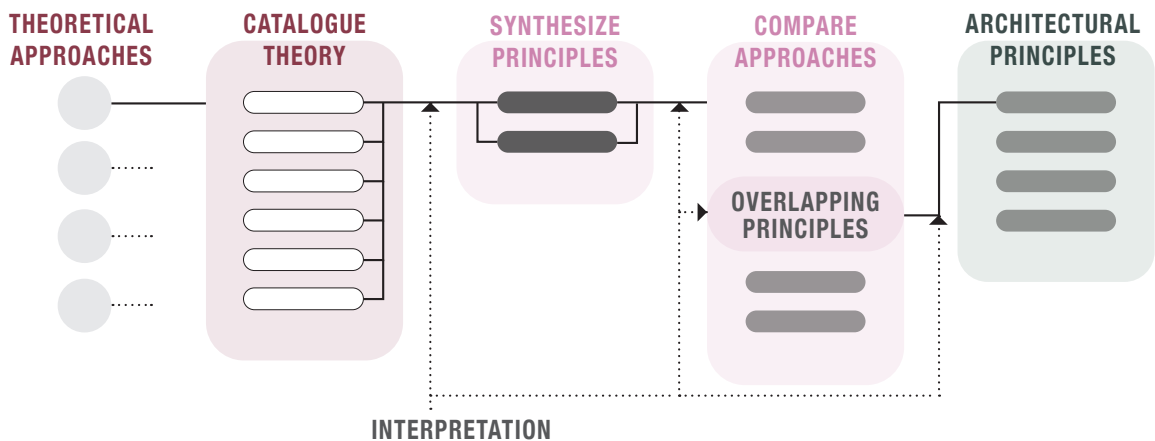 THEORETICAL
APPROACHES
CATALOGUE
THEORY
SYNTHESIZE
PRINCIPLES
COMPARE
APPROACHES
ARCHITECTURAL
PRINCIPLES
OVERLAPPING
PRINCIPLES
INTERPRETATION